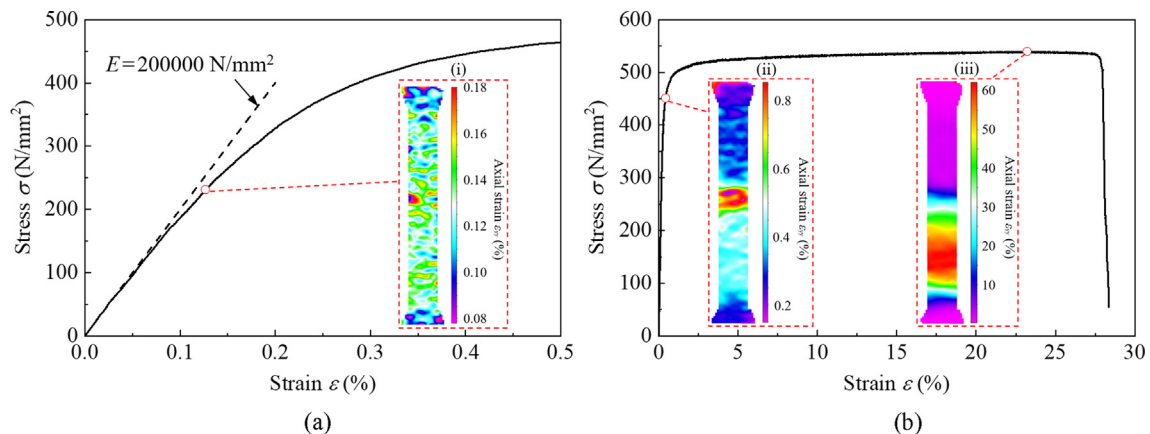 500
400
300
200
100
0
Stress σ (N/mm²)
E=200000 N/mm²
(i)
0.18
0.16
0.14
0.12
0.10
0.08
Axial strain εyy (%)
0.0 0.1 0.2 0.3 0.4 0.5
Strain ε (%)
(a)
600
500
400
300
200
100
0
Stress σ (N/mm²)
(ii)
0.8
0.6
0.4
0.2
Axial strain εyy (%)
(iii)
60
50
40
30
20
10
Axial strain εyy (%)
0 5 10 15 20 25 30
Strain ε (%)
(b)